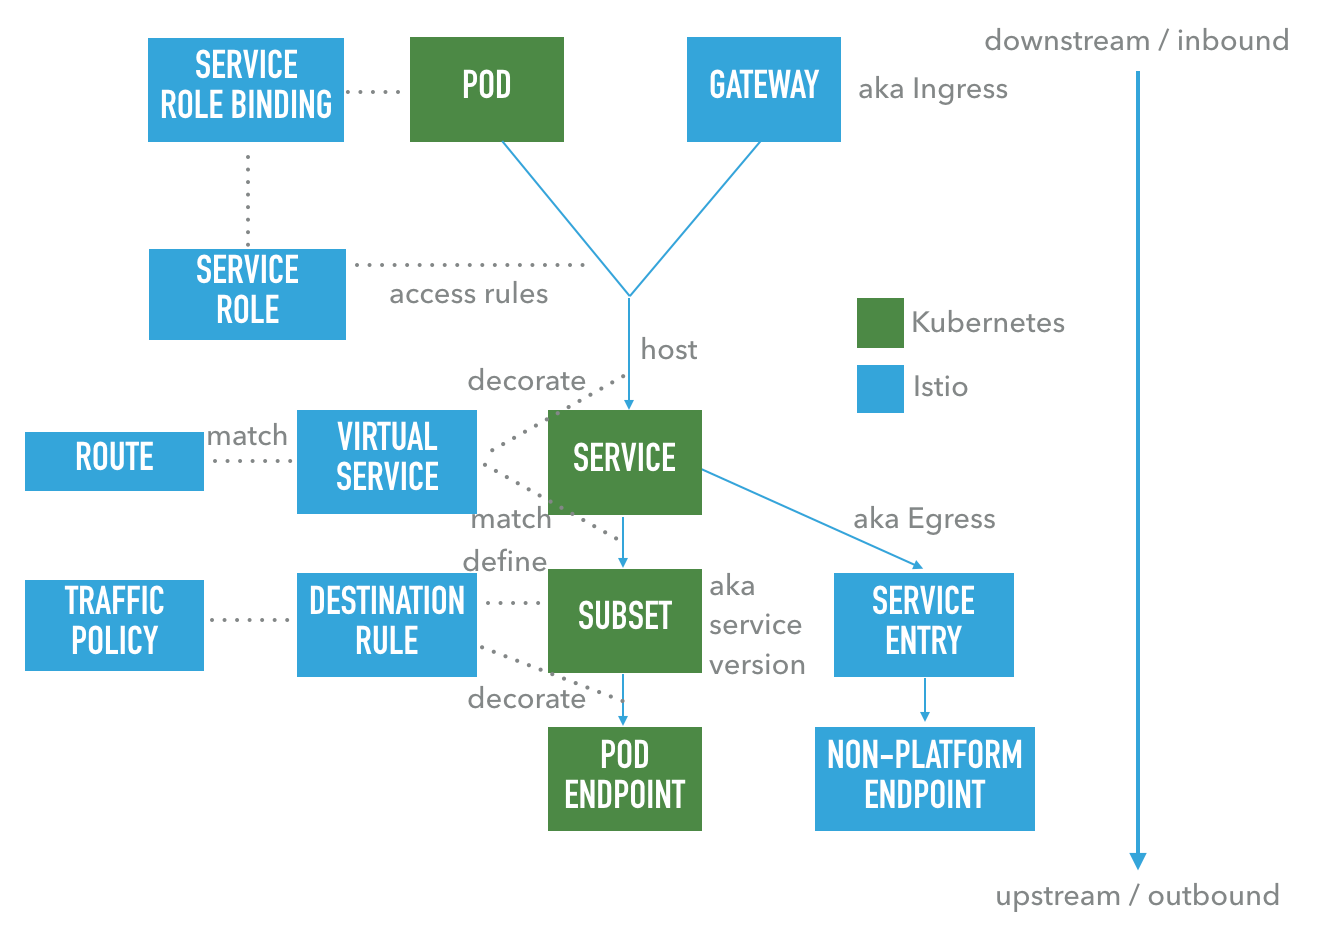 downstream / inbound
SERVICE
ROLE BINDING
POD
GATEWAY
aka Ingress
SERVICE
ROLE
access rules
Kubernetes
host
decorate
Istio
ROUTE
match
VIRTUAL
SERVICE
SERVICE
match
aka Egress
define
TRAFFIC
POLICY
DESTINATION
RULE
SUBSET
aka
service
version
SERVICE
ENTRY
decorate
POD
ENDPOINT
NON-PLATFORM
ENDPOINT
upstream / outbound